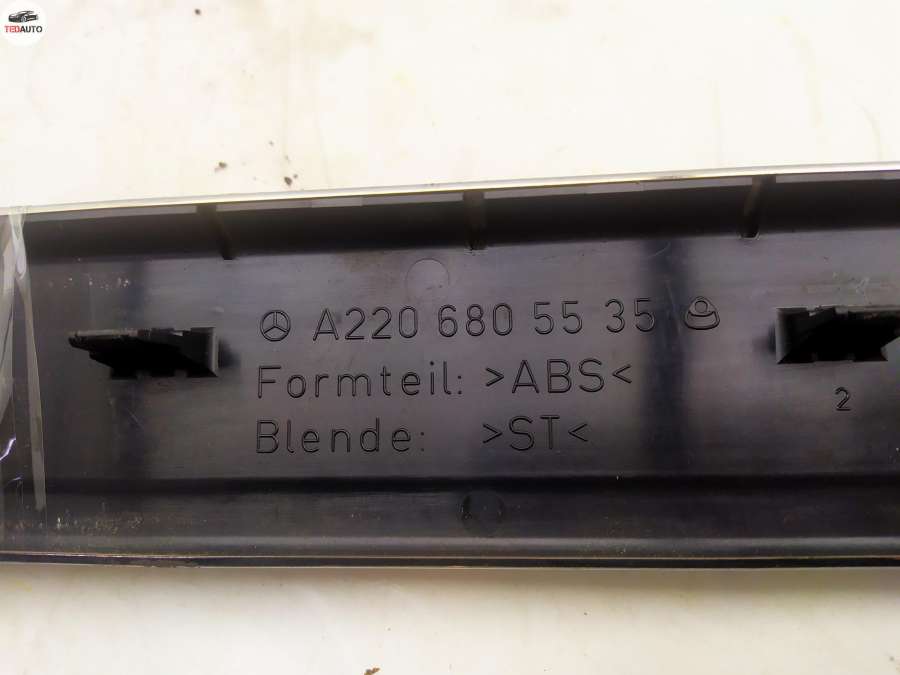 TEDAUTO
A220 680 55 35
Formteil: >ABS<
Blende: >ST<
2